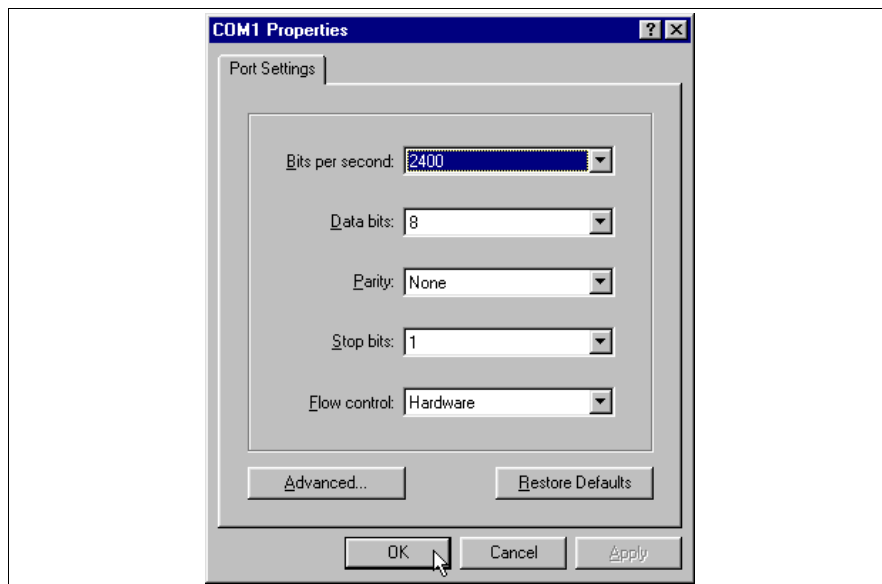 COM1 Properties
Port Settings
Bits per second: 2400
Data bits: 8
Parity: None
Stop bits: 1
Flow control: Hardware
Advanced... Restore Defaults
OK Cancel Apply